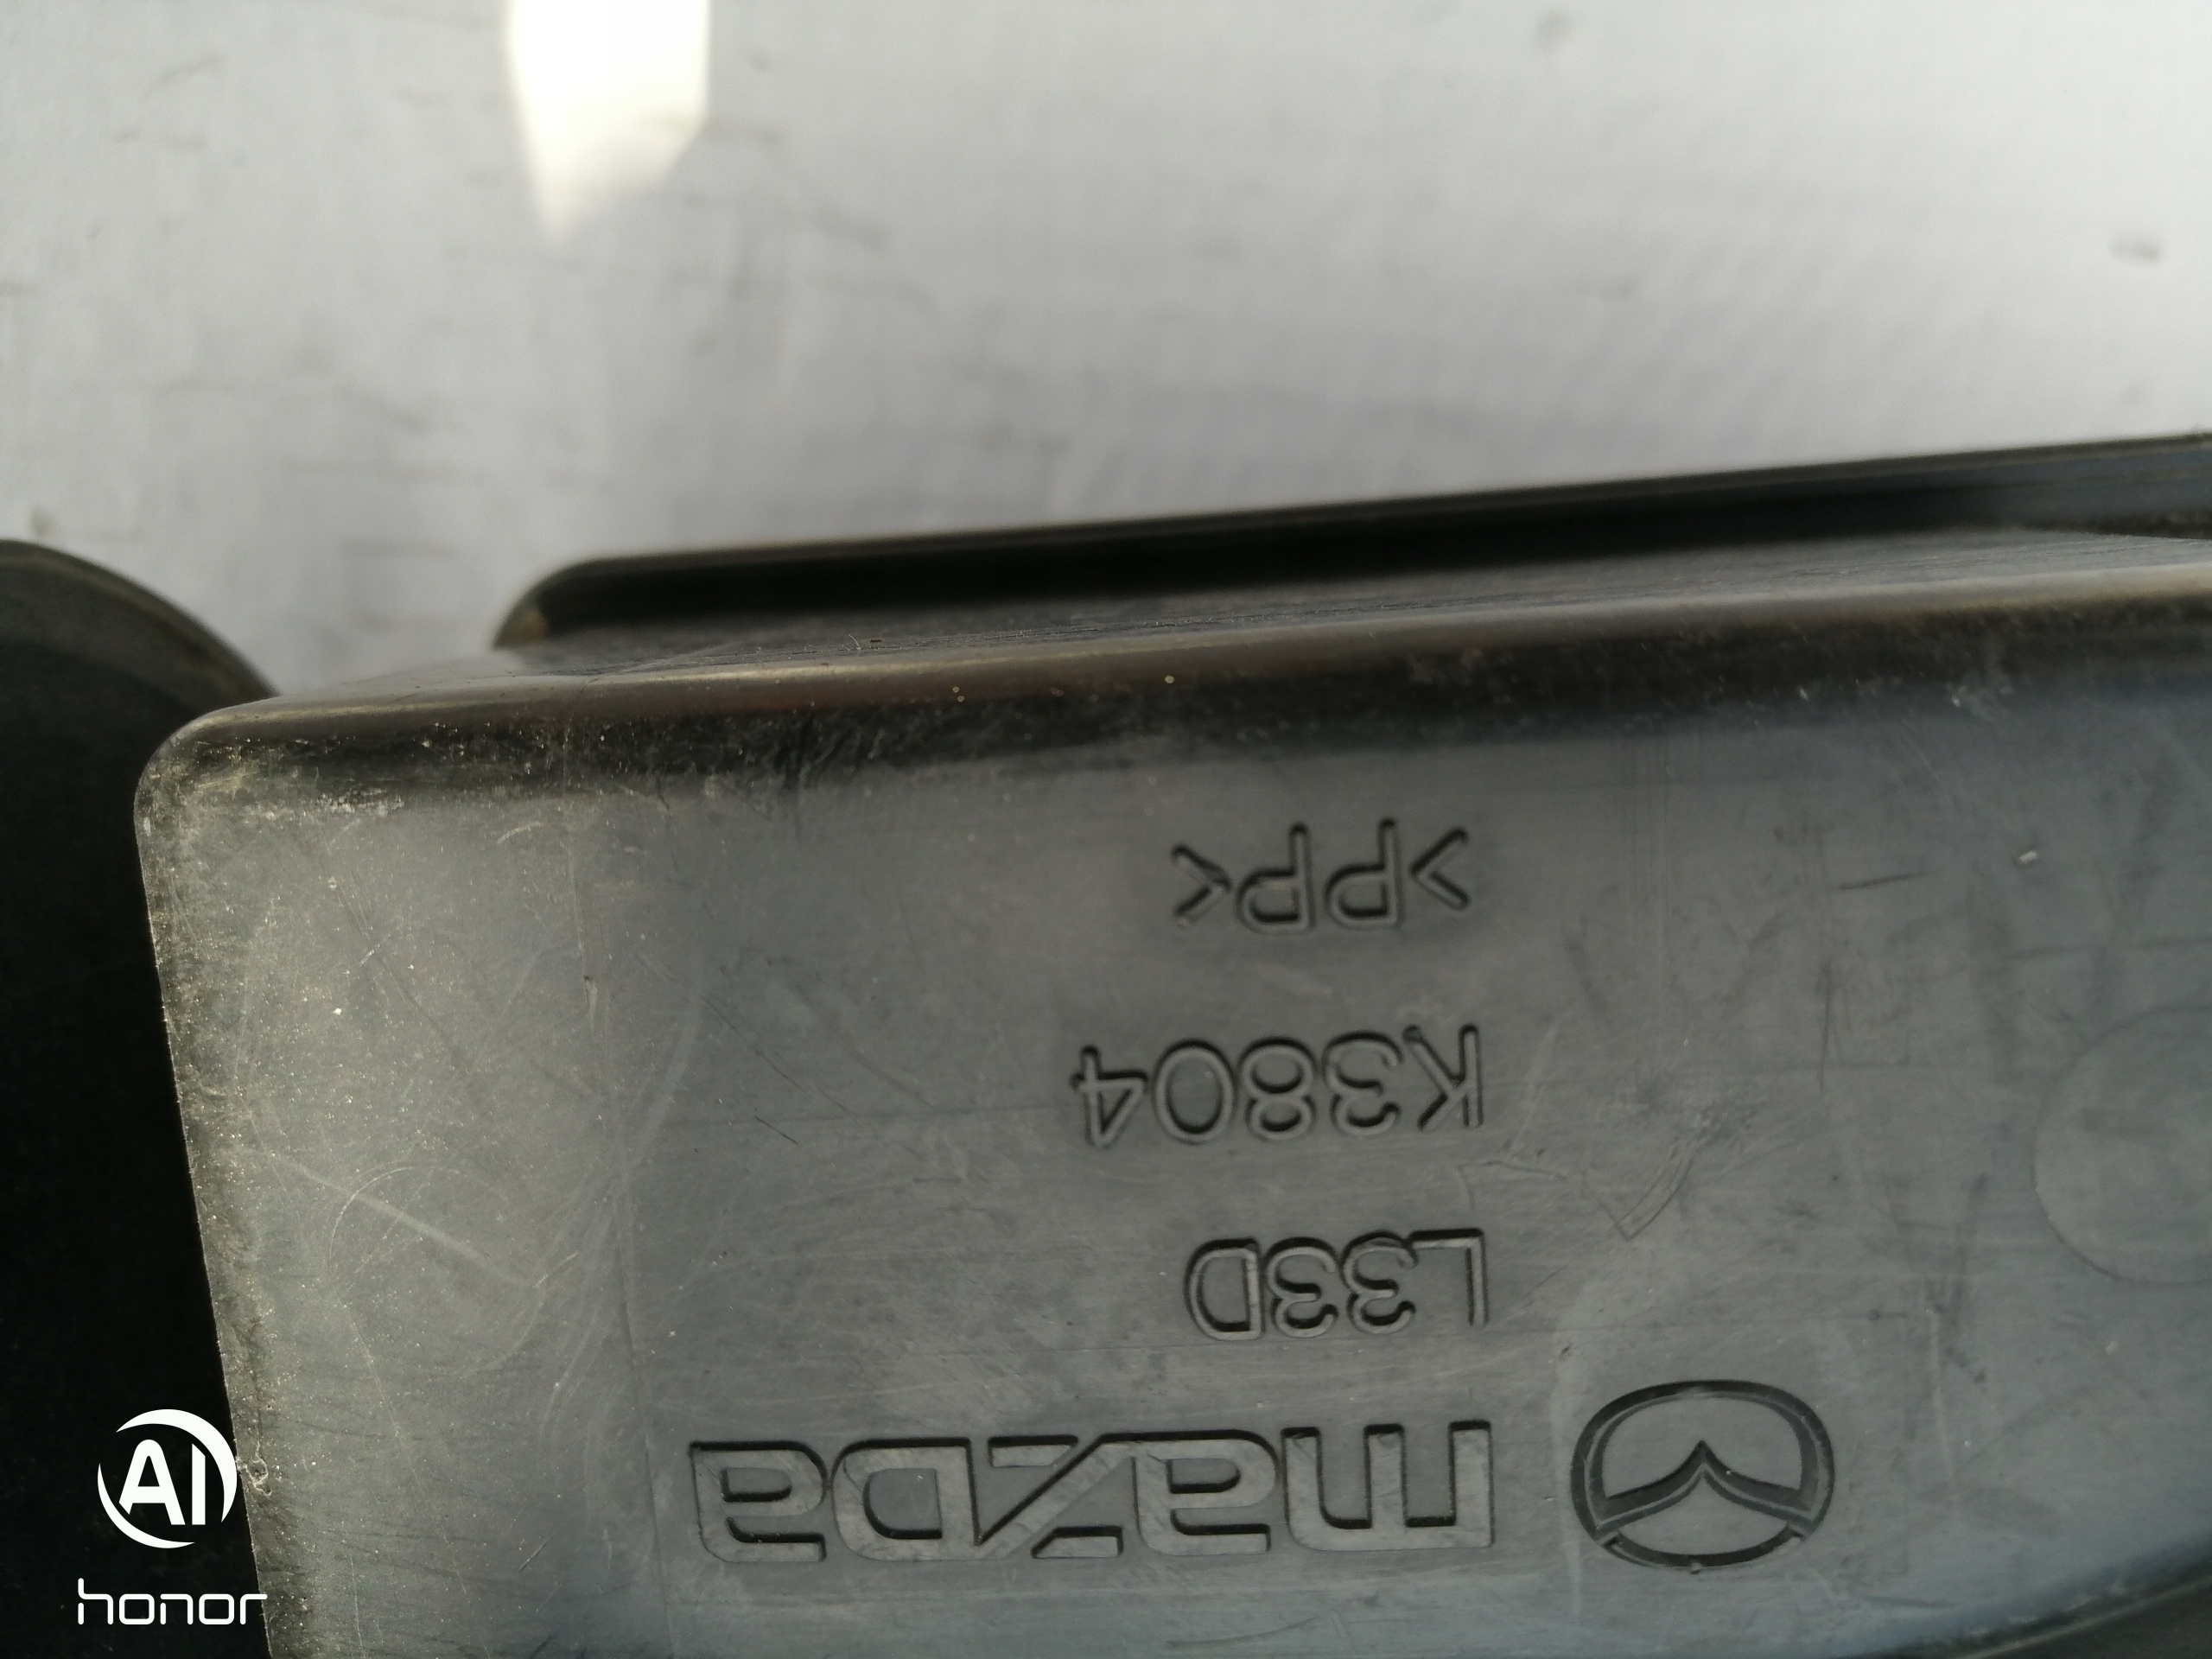 mazda
L33D
K3804
>PP<
AI
honor